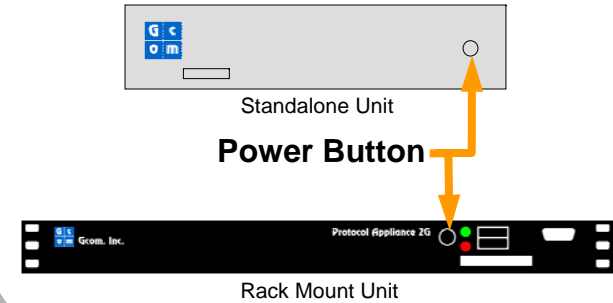 G c
o m
Standalone Unit
Power Button
G c
o m
Gcom. Inc.
Protocol Appliance 2G
Rack Mount Unit